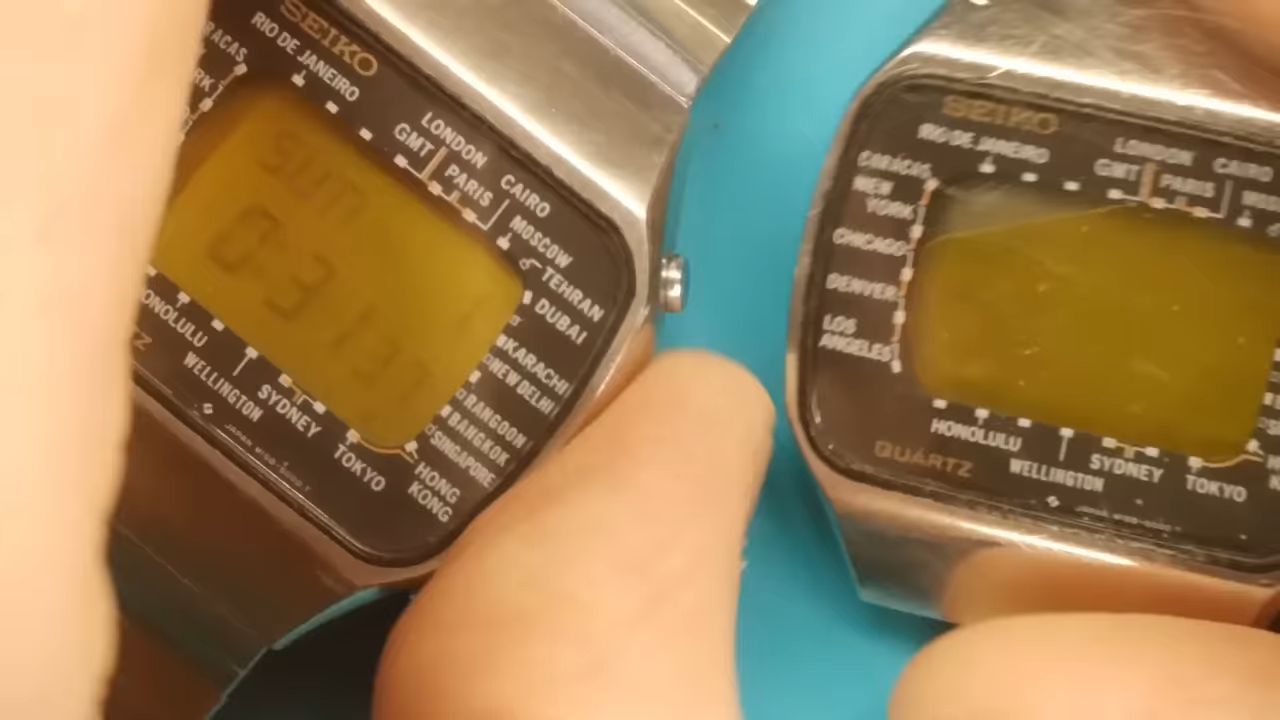 SEIKO
RIO DE JANEIRO
LONDON
GMT
PARIS
CAIRO
MOSCOW
TEHRAN
DUBAI
KARACHI
NEW DELHI
RANGOON
BANGKOK
SINGAPORE
HONG
KONG
TOKYO
SYDNEY
WELLINGTON
SEIKO
RIO DE JANEIRO
LONDON
GMT
PARIS
CAIRO
CARACAS
NEW
YORK
CHICAGO
DENVER
LOS
ANGELES
HONOLULU
WELLINGTON
SYDNEY
TOKYO
QUARTZ